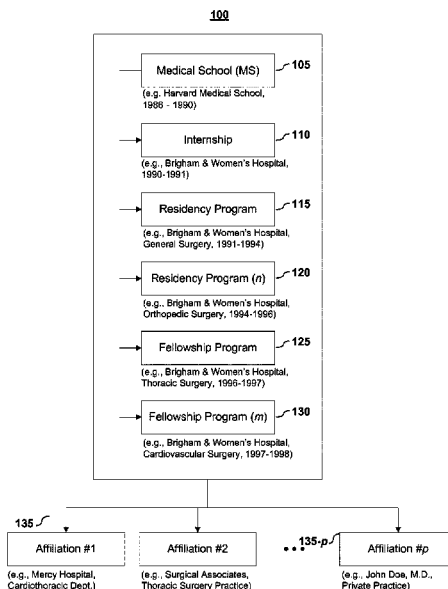 100
Medical School (MS)
105
(e.g. Harvard Medical School,
1986 - 1990)
Internship
110
(e.g., Brigham & Women's Hospital,
1990-1991)
Residency Program
115
(e.g., Brigham & Women's Hospital,
General Surgery, 1991-1994)
Residency Program (n)
120
(e.g., Brigham & Women's Hospital,
Orthopedic Surgery, 1994-1996)
Fellowship Program
125
(e.g., Brigham & Women's Hospital,
Thoracic Surgery, 1996-1997)
Fellowship Program (m)
130
(e.g., Brigham & Women's Hospital,
Cardiovascular Surgery, 1997-1998)
135
135-p
Affiliation #1
Affiliation #2
•••
Affiliation #p
(e.g., Mercy Hospital,
Cardiothoracic Dept.)
(e.g., Surgical Associates,
Thoracic Surgery Practice)
(e.g., John Doe, M.D.,
Private Practice)